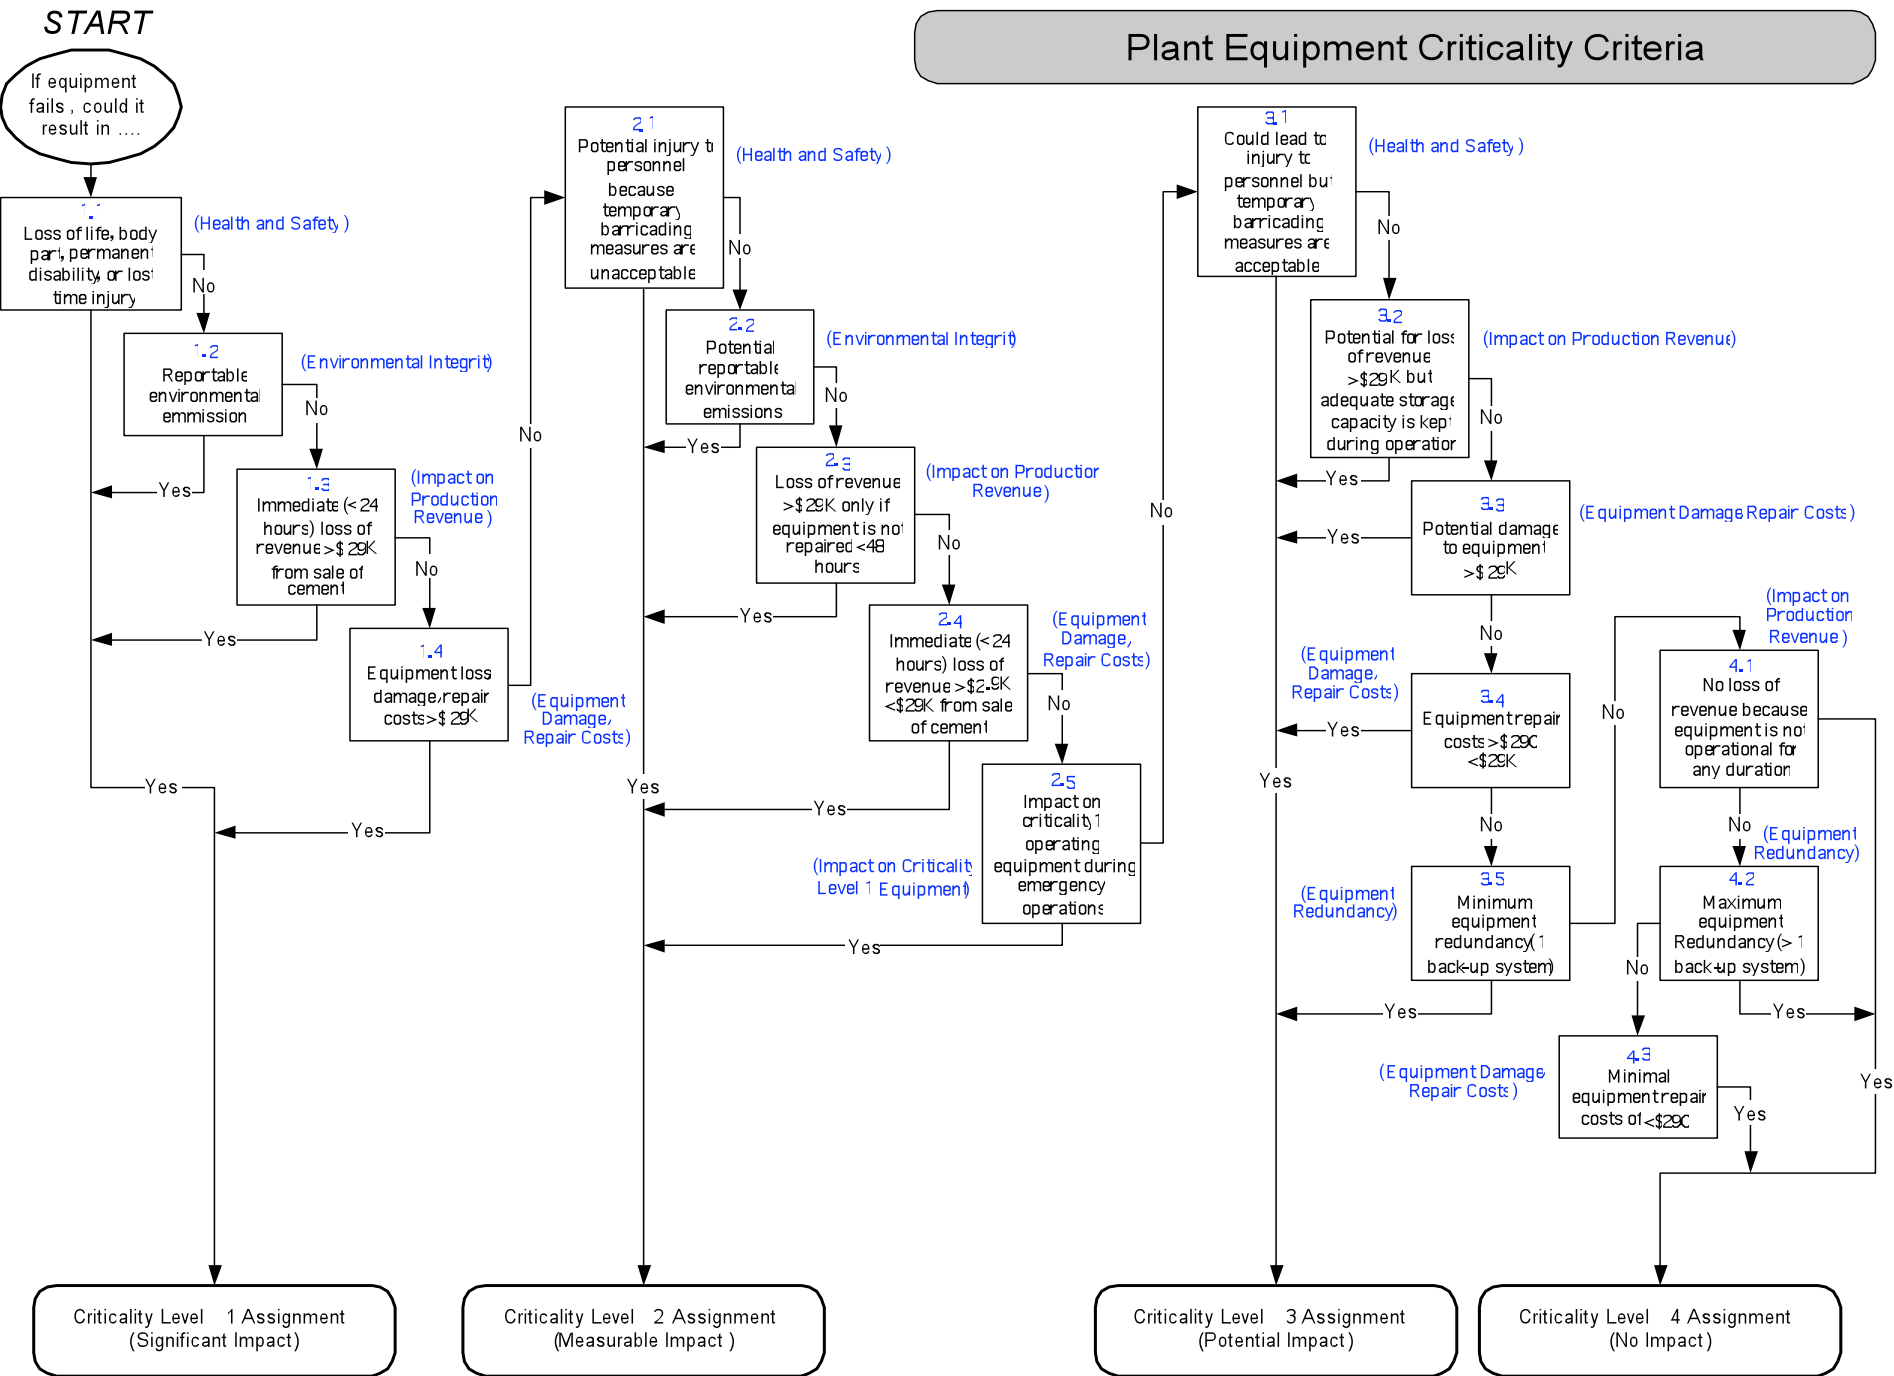 START
Plant Equipment Criticality Criteria
If equipment
fails , could it
result in ....
1.1
Loss of life, body
part, permanent
disability, or lost
time injury
(Health and Safety )
No
1.2
Reportable
environmental
emmission
(Environmental Integrit)
No
Yes
1.3
Immediate (< 24
hours) loss of
revenue >$ 29K
from sale of
cement
(Impact on
Production
Revenue )
No
Yes
1.4
Equipment loss
damage, repair
costs >$ 29K
(Equipment
Damage,
Repair Costs)
No
Yes
Yes
2.1
Potential injury to
personnel
because
temporary
barricading
measures are
unacceptable
(Health and Safety )
No
2.2
Potential
reportable
environmental
emissions
(Environmental Integrit)
No
Yes
2.3
Loss of revenue
>$29K only if
equipment is not
repaired <48
hours
(Impact on Production
Revenue )
No
Yes
2.4
Immediate (< 24
hours) loss of
revenue >$2.9K
<$29K from sale
of cement
(Equipment
Damage,
Repair Costs)
No
Yes
Yes
2.5
Impact on
criticality 1
operating
equipment during
emergency
operations
(Impact on Criticality
Level 1 Equipment)
No
Yes
3.1
Could lead to
injury to
personnel but
temporary
barricading
measures are
acceptable
(Health and Safety )
No
3.2
Potential for loss
of revenue
>$29K but
adequate storage
capacity is kept
during operation
(Impact on Production Revenue)
No
Yes
3.3
Potential damage
to equipment
>$ 29K
(Equipment Damage Repair Costs )
Yes
No
3.4
Equipment repair
costs >$290
<$29K
(Equipment
Damage,
Repair Costs)
Yes
Yes
No
3.5
Minimum
equipment
redundancy( 1
back-up system)
(Equipment
Redundancy)
No
Yes
4.1
No loss of
revenue because
equipment is not
operational for
any duration
(Impact on
Production
Revenue )
No
4.2
Maximum
equipment
Redundancy (> 1
back-up system)
(Equipment
Redundancy)
No
Yes
4.3
Minimal
equipment repair
costs of <$290
(Equipment Damage
Repair Costs )
Yes
Yes
Criticality Level 1 Assignment
(Significant Impact)
Criticality Level 2 Assignment
(Measurable Impact )
Criticality Level 3 Assignment
(Potential Impact )
Criticality Level 4 Assignment
(No Impact )